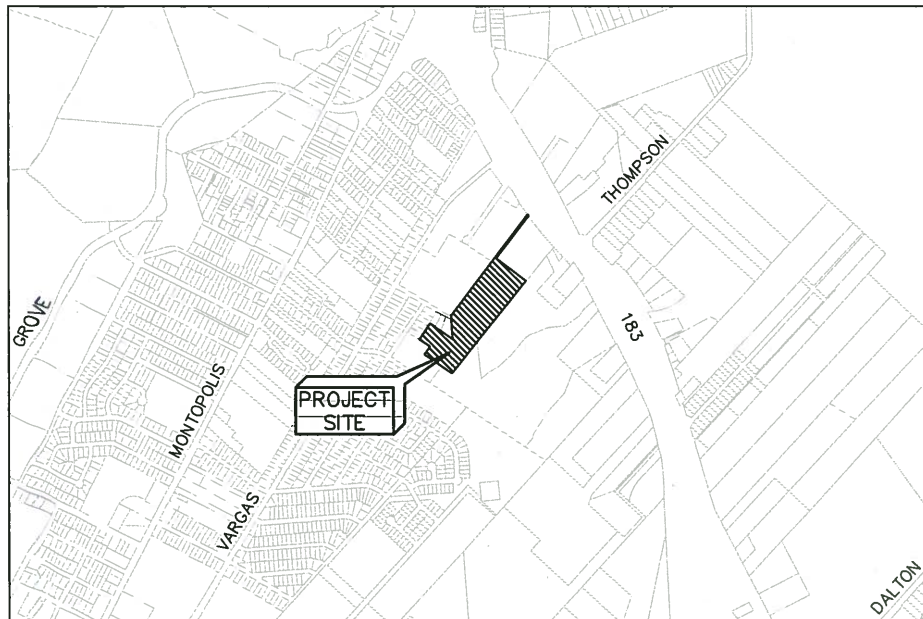 THOMPSON
GROVE
183
MONTOPOLIS
PROJECT
SITE
VARGAS
DALTON